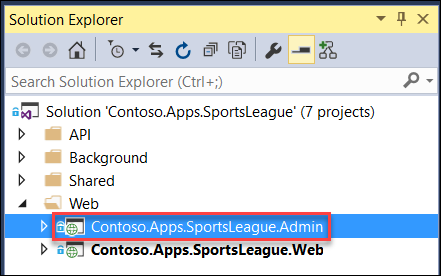 Solution Explorer
Search Solution Explorer (Ctrl+;)
Solution 'Contoso.Apps.SportsLeague' (7 projects)
API
Background
Shared
Web
Contoso.Apps.SportsLeague.Admin
Contoso.Apps.SportsLeague.Web